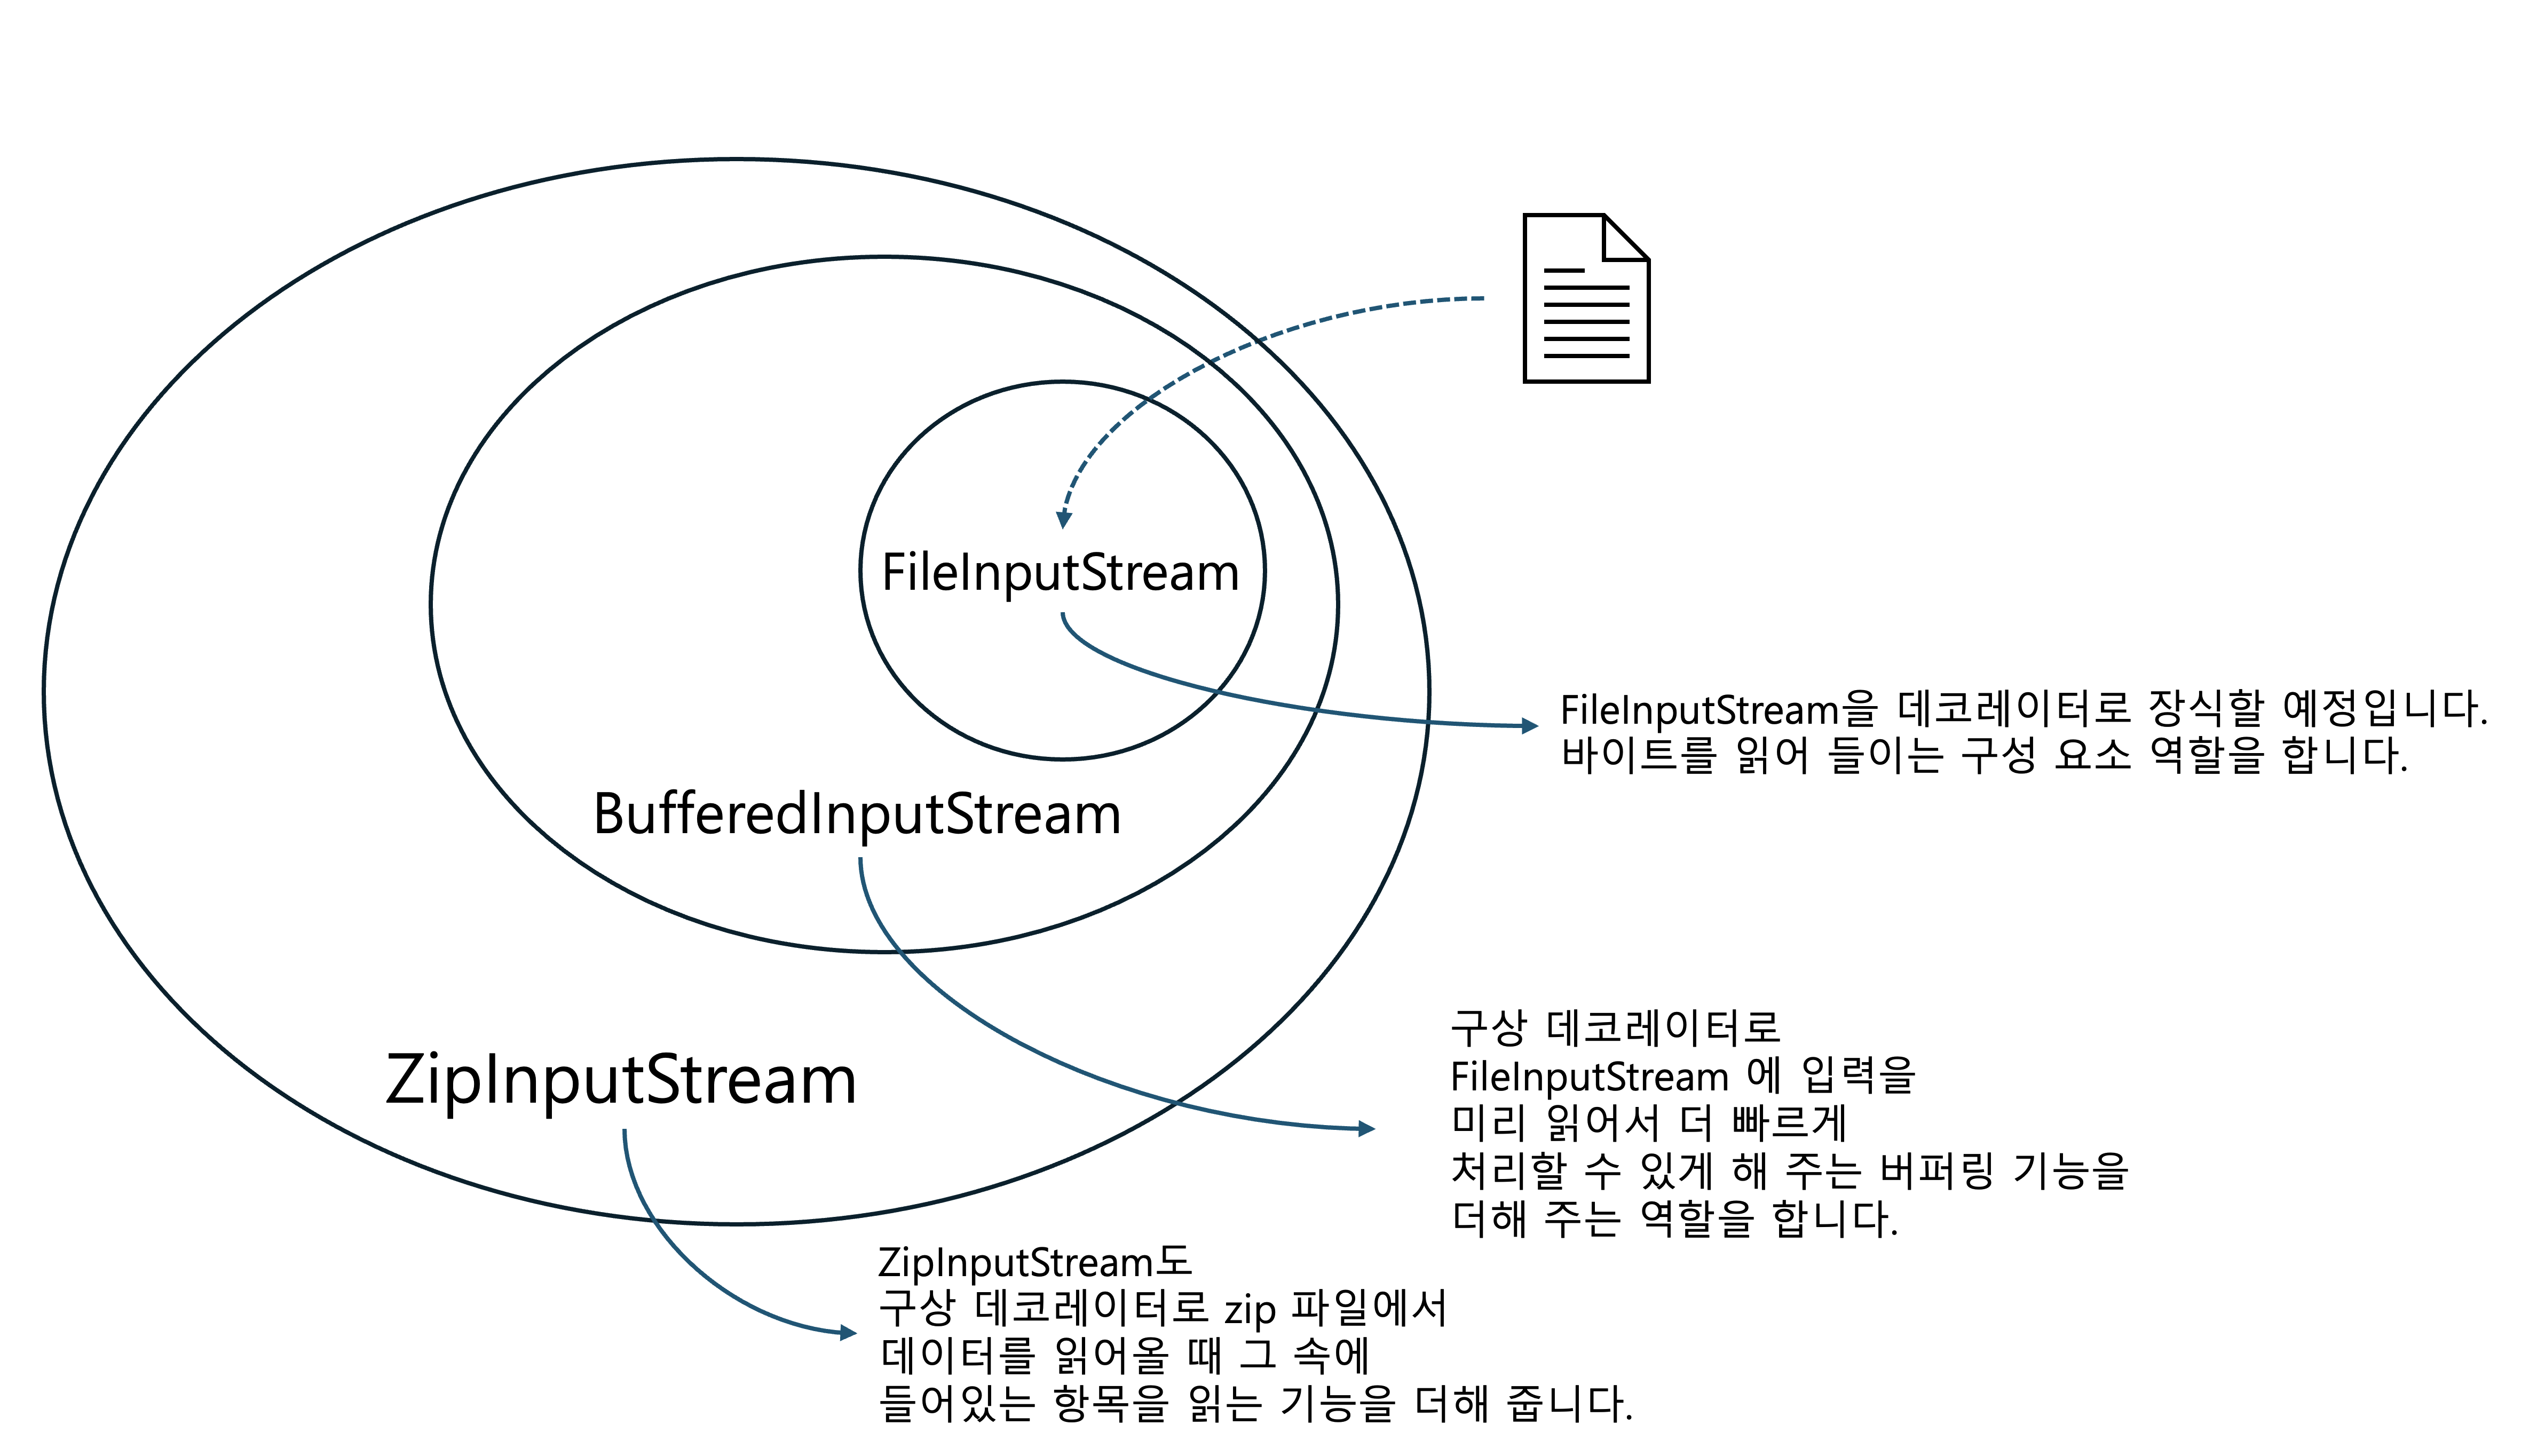 FileInputStream
FileInputStream을 데코레이터로 장식할 예정입니다.
바이트를 읽어 들이는 구성 요소 역할을 합니다.
BufferedInputStream
구상 데코레이터로
FileInputStream 에 입력을
미리 읽어서 더 빠르게
처리할 수 있게 해 주는 버퍼링 기능을
더해 주는 역할을 합니다.
ZipInputStream
ZipInputStream도
구상 데코레이터로 zip 파일에서
데이터를 읽어올 때 그 속에
들어있는 항목을 읽는 기능을 더해 줍니다.